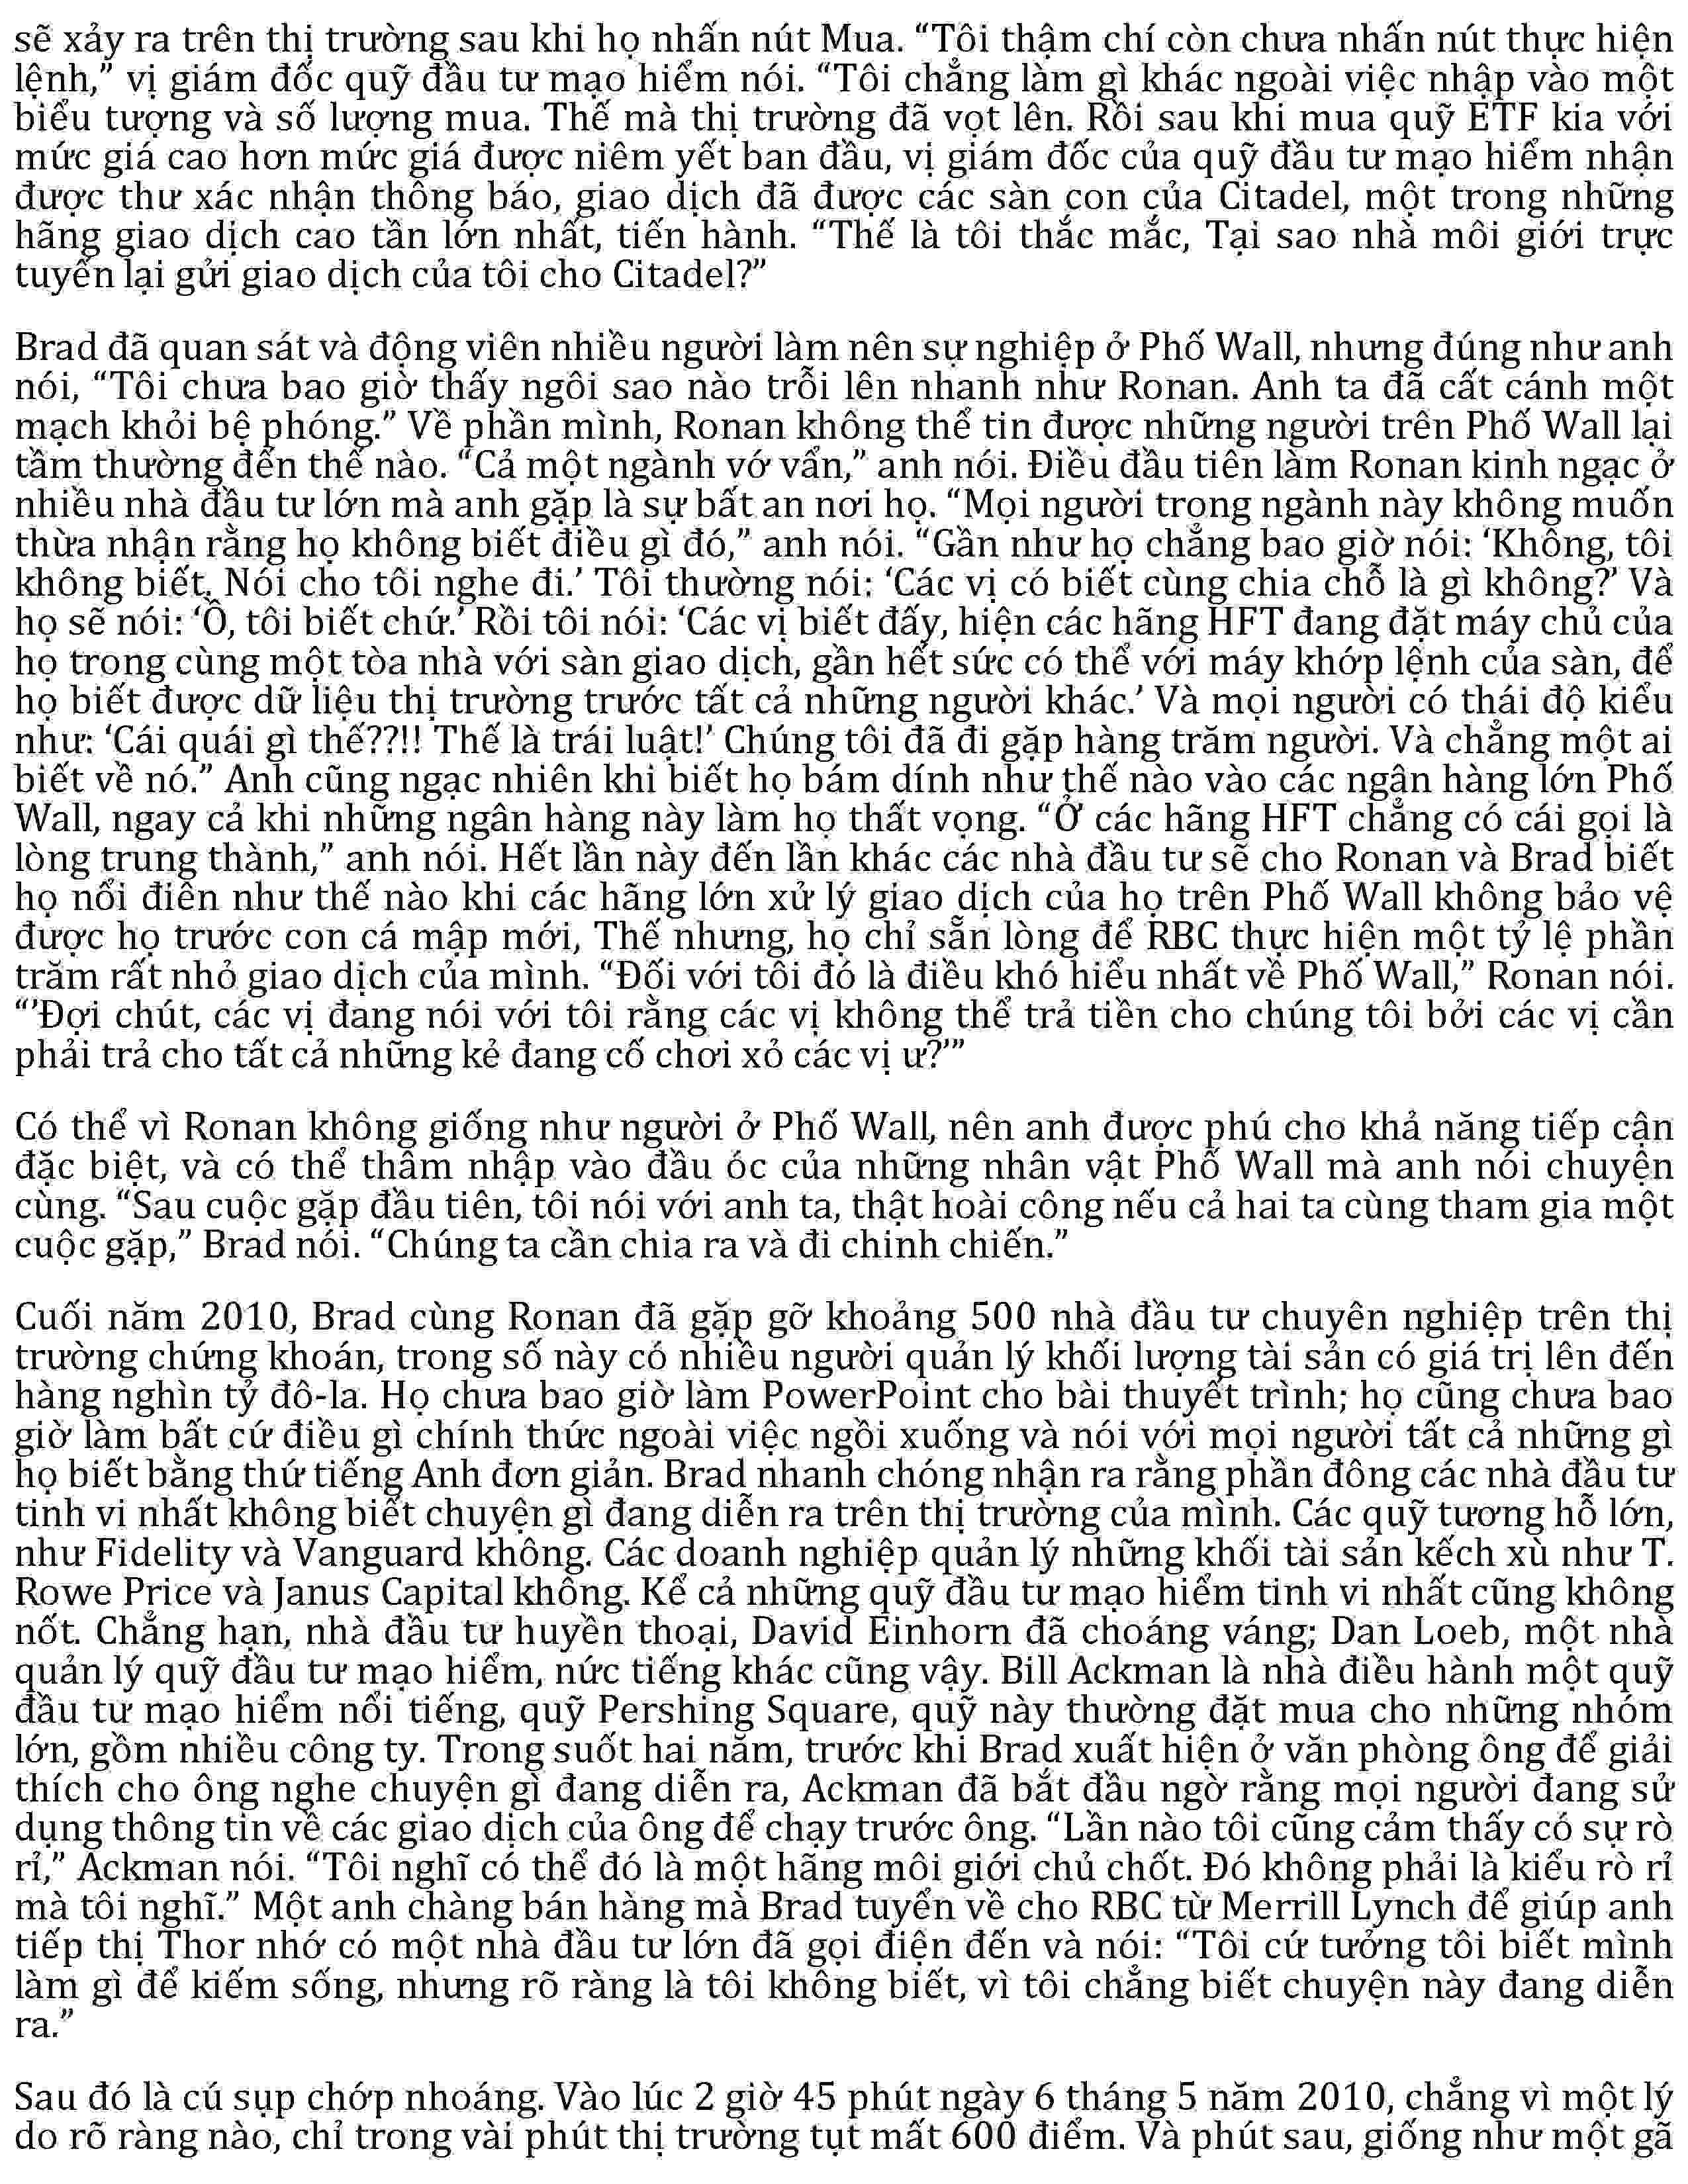 sẽ xảy ra trên thị trường sau khi họ nhấn nút Mua. “Tôi thậm chí còn chưa nhấn nút thực hiện
lệnh,” vị giám đốc quỹ đầu tư mạo hiểm nói. “Tôi chẳng làm gì khác ngoài việc nhập vào một
biểu tượng và số lượng mua. Thế mà thị trường đã vọt lên. Rồi sau khi mua quỹ ETF kia với
mức giá cao hơn mức giá được niêm yết ban đầu, vị giám đốc của quỹ đầu tư mạo hiểm nhận
được thư xác nhận thông báo, giao dịch đã được các sàn con của Citadel, một trong những
hãng giao dịch cao tần lớn nhất, tiến hành. “Thế là tôi thắc mắc, Tại sao nhà môi giới trực
tuyến lại gửi giao dịch của tôi cho Citadel?”
Brad đã quan sát và động viên nhiều người làm nên sự nghiệp ở Phố Wall, nhưng đúng như anh
nói, “Tôi chưa bao giờ thấy ngôi sao nào trỗi lên nhanh như Ronan. Anh ta đã cất cánh một
mạch khỏi bệ phóng.” Về phần mình, Ronan không thể tin được những người trên Phố Wall lại
tầm thường đến thế nào. “Cả một ngành vớ vẩn,” anh nói. Điều đầu tiên làm Ronan kinh ngạc ở
nhiều nhà đầu tư lớn mà anh gặp là sự bất an nơi họ. “Mọi người trong ngành này không muốn
thừa nhận rằng họ không biết điều gì đó,” anh nói. “Gần như họ chẳng bao giờ nói: ‘Không, tôi
không biết. Nói cho tôi nghe đi.’ Tôi thường nói: ‘Các vị có biết cùng chia chỗ là gì không?’ Và
họ sẽ nói: ‘Ồ, tôi biết chứ.’ Rồi tôi nói: ‘Các vị biết đấy, hiện các hãng HFT đang đặt máy chủ của
họ trong cùng một tòa nhà với sàn giao dịch, gần hết sức có thể với máy khớp lệnh của sàn, để
họ biết được dữ liệu thị trường trước tất cả những người khác.’ Và mọi người có thái độ kiểu
như: ‘Cái quái gì thế??!! Thế là trái luật!’ Chúng tôi đã đi gặp hàng trăm người. Và chẳng một ai
biết về nó.” Anh cũng ngạc nhiên khi biết họ bám dính như thế nào vào các ngân hàng lớn Phố
Wall, ngay cả khi những ngân hàng này làm họ thất vọng. “Ở các hãng HFT chẳng có cái gọi là
lòng trung thành,” anh nói. Hết lần này đến lần khác các nhà đầu tư sẽ cho Ronan và Brad biết
họ nổi điên như thế nào khi các hãng lớn xử lý giao dịch của họ trên Phố Wall không bảo vệ
được họ trước con cá mập mới, Thế nhưng, họ chỉ sẵn lòng để RBC thực hiện một tỷ lệ phần
trăm rất nhỏ giao dịch của mình. “Đối với tôi đó là điều khó hiểu nhất về Phố Wall,” Ronan nói.
“’Đợi chút, các vị đang nói với tôi rằng các vị không thể trả tiền cho chúng tôi bởi các vị cần
phải trả cho tất cả những kẻ đang cố chơi xỏ các vị ư?’”
Có thể vì Ronan không giống như người ở Phố Wall, nên anh được phú cho khả năng tiếp cận
đặc biệt, và có thể thâm nhập vào đầu óc của những nhân vật Phố Wall mà anh nói chuyện
cùng. “Sau cuộc gặp đầu tiên, tôi nói với anh ta, thật hoài công nếu cả hai ta cùng tham gia một
cuộc gặp,” Brad nói. “Chúng ta cần chia ra và đi chinh chiến.”
Cuối năm 2010, Brad cùng Ronan đã gặp gỡ khoảng 500 nhà đầu tư chuyên nghiệp trên thị
trường chứng khoán, trong số này có nhiều người quản lý khối lượng tài sản có giá trị lên đến
hàng nghìn tỷ đô-la. Họ chưa bao giờ làm PowerPoint cho bài thuyết trình; họ cũng chưa bao
giờ làm bất cứ điều gì chính thức ngoài việc ngồi xuống và nói với mọi người tất cả những gì
họ biết bằng thứ tiếng Anh đơn giản. Brad nhanh chóng nhận ra rằng phần đông các nhà đầu tư
tinh vi nhất không biết chuyện gì đang diễn ra trên thị trường của mình. Các quỹ tương hỗ lớn,
như Fidelity và Vanguard không. Các doanh nghiệp quản lý những khối tài sản kếch xù như T.
Rowe Price và Janus Capital không. Kể cả những quỹ đầu tư mạo hiểm tinh vi nhất cũng không
nốt. Chẳng hạn, nhà đầu tư huyền thoại, David Einhorn đã choáng váng; Dan Loeb, một nhà
quản lý quỹ đầu tư mạo hiểm, nức tiếng khác cũng vậy. Bill Ackman là nhà điều hành một quỹ
đầu tư mạo hiểm nổi tiếng, quỹ Pershing Square, quỹ này thường đặt mua cho những nhóm
lớn, gồm nhiều công ty. Trong suốt hai năm, trước khi Brad xuất hiện ở văn phòng ông để giải
thích cho ông nghe chuyện gì đang diễn ra, Ackman đã bắt đầu ngờ rằng mọi người đang sử
dụng thông tin về các giao dịch của ông để chạy trước ông. “Lần nào tôi cũng cảm thấy có sự rò
rỉ,” Ackman nói. “Tôi nghĩ có thể đó là một hãng môi giới chủ chốt. Đó không phải là kiểu rò rỉ
mà tôi nghĩ.” Một anh chàng bán hàng mà Brad tuyển về cho RBC từ Merrill Lynch để giúp anh
tiếp thị Thor nhớ có một nhà đầu tư lớn đã gọi điện đến và nói: “Tôi cứ tưởng tôi biết mình
làm gì để kiếm sống, nhưng rõ ràng là tôi không biết, vì tôi chẳng biết chuyện này đang diễn
ra.”
Sau đó là cú sụp chớp nhoáng. Vào lúc 2 giờ 45 phút ngày 6 tháng 5 năm 2010, chẳng vì một lý
do rõ ràng nào, chỉ trong vài phút thị trường tụt mất 600 điểm. Và phút sau, giống như một gã